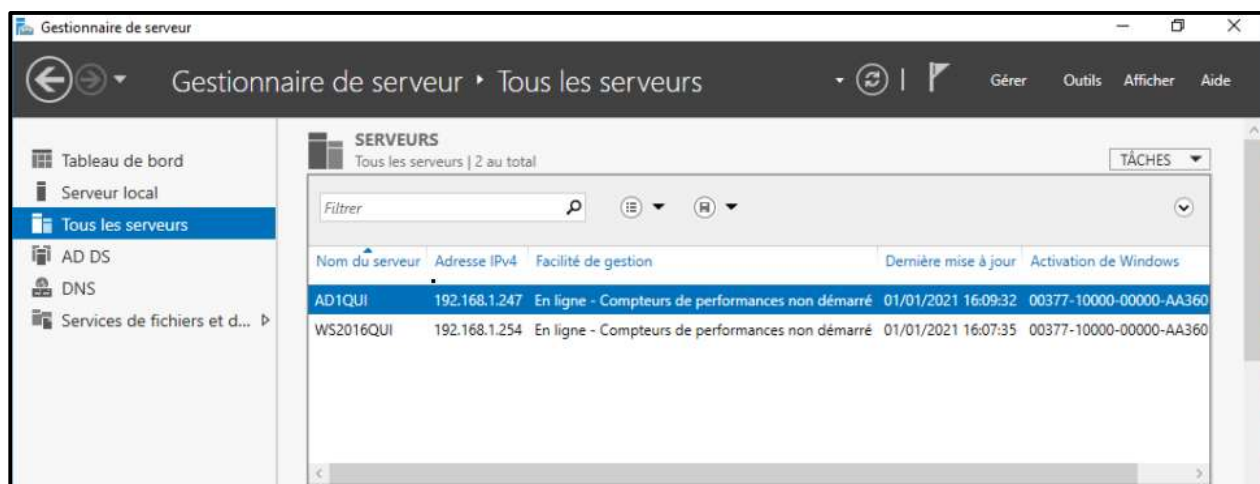 Gestionnaire de serveur
Gestionnaire de serveur ‣ Tous les serveurs
Gérer Outils Afficher Aide
Tableau de bord
Serveur local
Tous les serveurs
AD DS
DNS
Services de fichiers et d...
SERVEURS
Tous les serveurs | 2 au total
TÂCHES
Filtrer
Nom du serveur Adresse IPv4 Facilité de gestion Dernière mise à jour Activation de Windows
AD1QUI 192.168.1.247 En ligne - Compteurs de performances non démarré 01/01/2021 16:09:32 00377-10000-00000-AA360
WS2016QUI 192.168.1.254 En ligne - Compteurs de performances non démarré 01/01/2021 16:07:35 00377-10000-00000-AA360